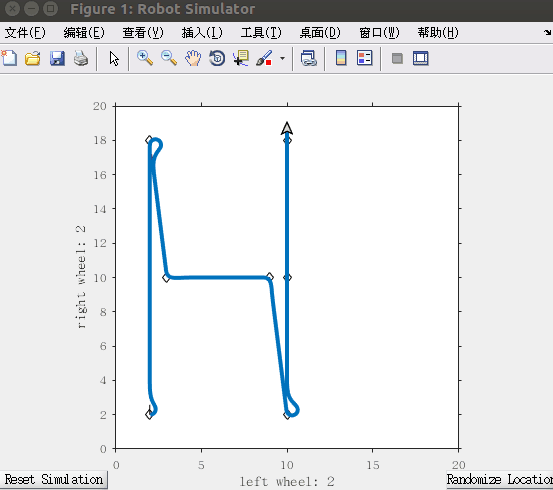 Figure 1: Robot Simulator
文件(F) 编辑(E) 查看(V) 插入(I) 工具(T) 桌面(D) 窗口(W) 帮助(H)
20
18
16
14
12
10
8
6
4
2
0
right wheel: 2
0 5 10 15 20
left wheel: 2
Reset Simulation
Randomize Location